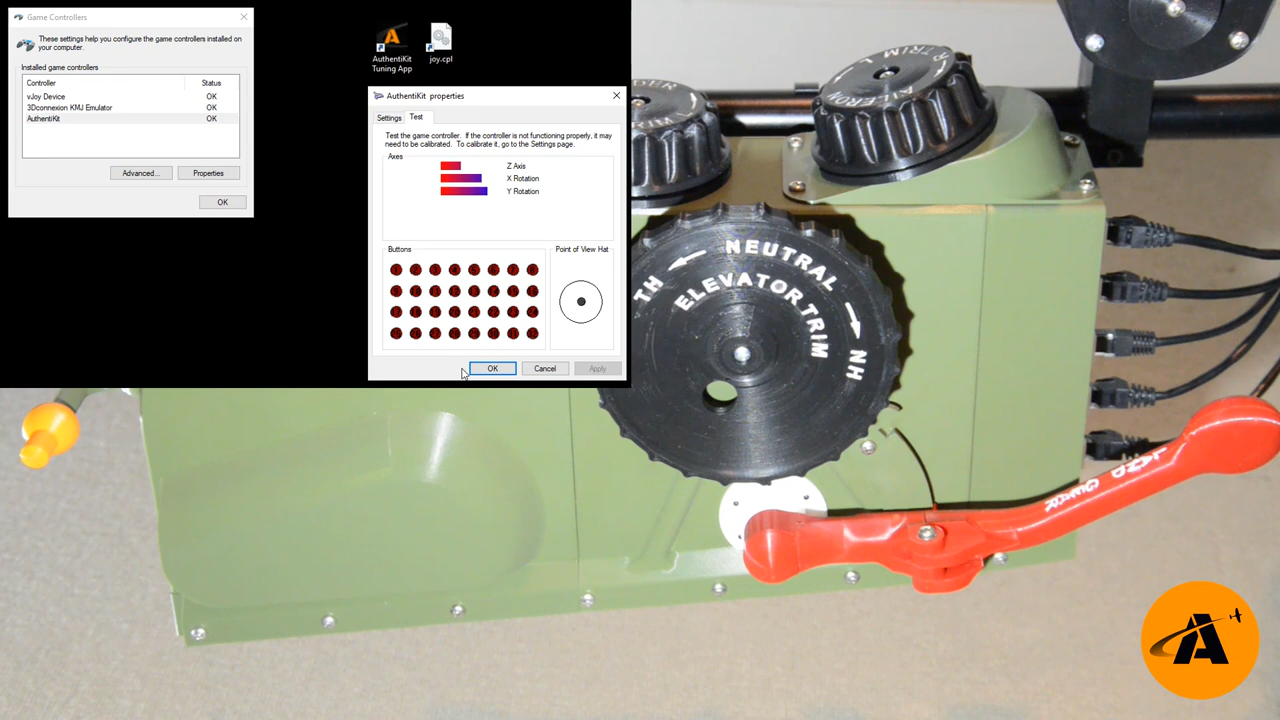 Game Controllers
These settings help you configure the game controllers installed on
your computer.
Installed game controllers
Controller Status
vJoy Device OK
3Dconnexion KMJ Emulator OK
AuthentiKit OK
Advanced... Properties
OK
AuthentiKit
Tuning App
joy.cpl
AuthentiKit properties
Settings Test
Test the game controller. If the controller is not functioning properly, it may
need to be calibrated. To calibrate it, go to the Settings page.
Axes
Z Axis
X Rotation
Y Rotation
Buttons
Point of View Hat
OK Cancel Apply
TRIM
AILERON
TH NEUTRAL NH
ELEVATOR TRIM
A